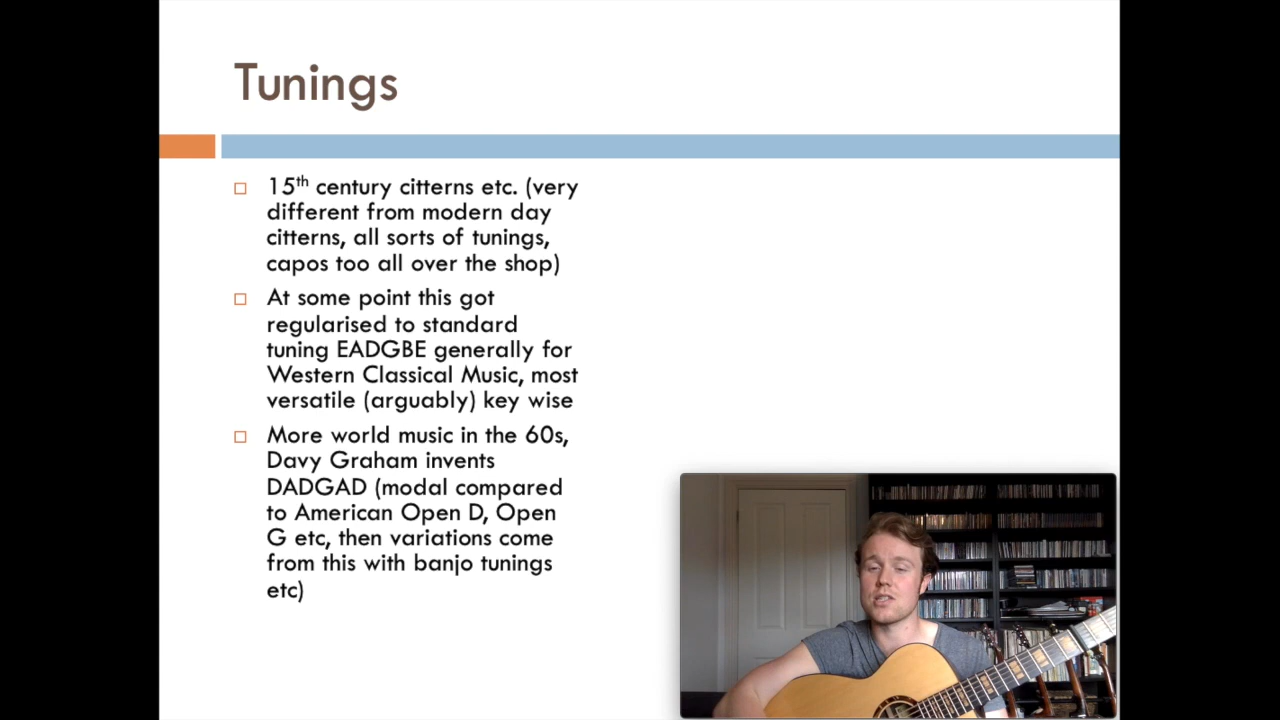 Tunings
15th century citterns etc. (very
different from modern day
citterns, all sorts of tunings,
capos too all over the shop)
At some point this got
regularised to standard
tuning EADGBE generally for
Western Classical Music, most
versatile (arguably) key wise
More world music in the 60s,
Davy Graham invents
DADGAD (modal compared
to American Open D, Open
G etc, then variations come
from this with banjo tunings
etc)